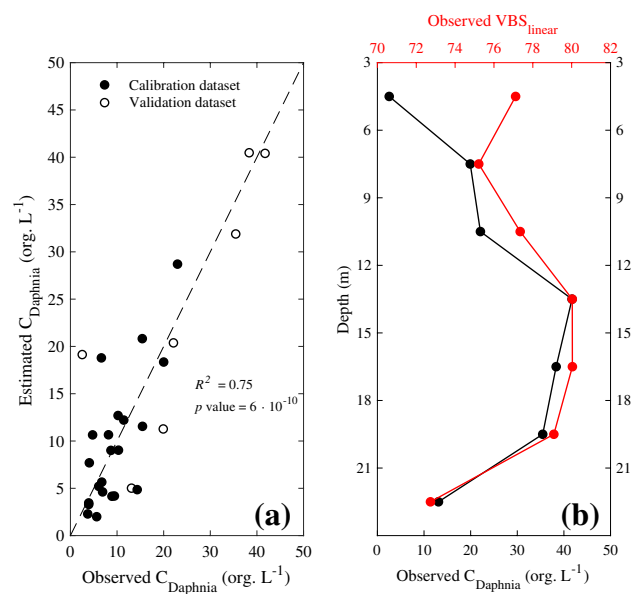 Observed VBS_linear
70 72 74 76 78 80 82
50
45
40
35
30
25
20
15
10
5
0
Estimated C_Daphnia (org. L^-1)
Calibration dataset
Validation dataset
R^2 = 0.75
p value = 6 · 10^-10
(a)
0 10 20 30 40 50
Observed C_Daphnia (org. L^-1)
3
6
9
12
15
18
21
Depth (m)
3
6
9
12
15
18
21
(b)
0 10 20 30 40 50
Observed C_Daphnia (org. L^-1)